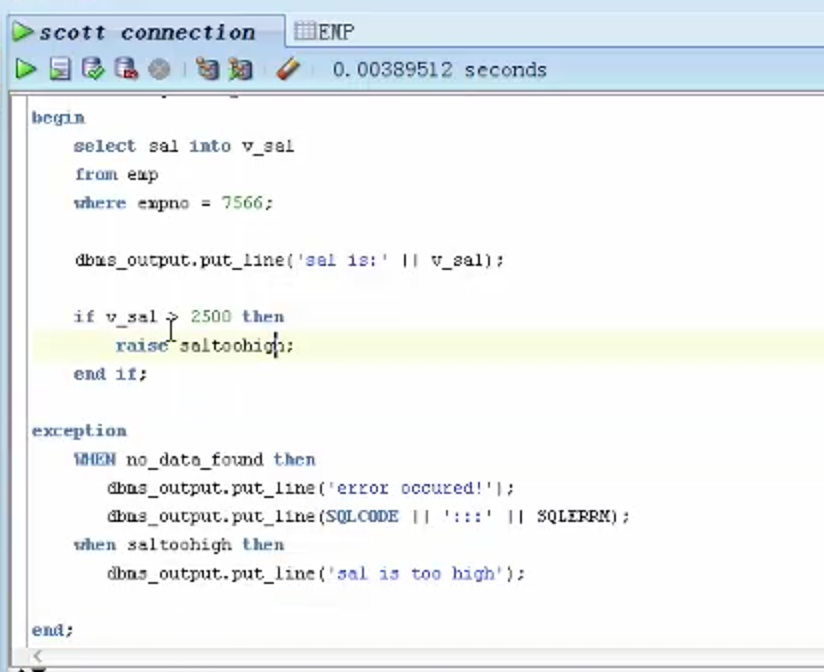 scott connection
EMP
0.00389512 seconds
begin
select sal into v_sal
from emp
where empno = 7566;
dbms_output.put_line('sal is:' || v_sal);
if v_sal > 2500 then
raise saltoohigh;
end if;
exception
WHEN no_data_found then
dbms_output.put_line('error occured!');
dbms_output.put_line(SQLCODE || ':::' || SQLERRM);
when saltoohigh then
dbms_output.put_line('sal is too high');
end;